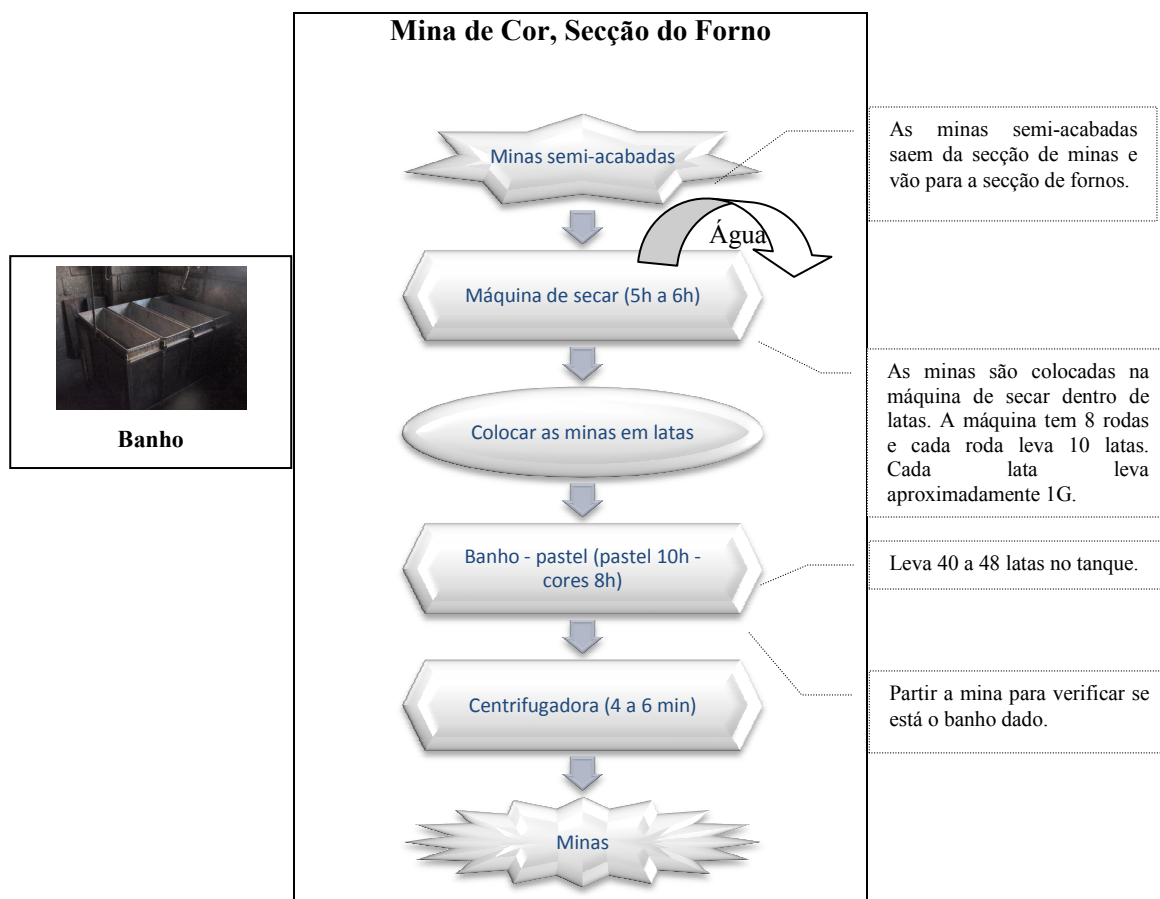 Mina de Cor, Secção do Forno
Minas semi-acabadas
As minas semi-acabadas
saem da secção de minas e
vão para a secção de fornos.
Água
Máquina de secar (5h a 6h)
As minas são colocadas na
máquina de secar dentro de
latas. A máquina tem 8 rodas
e cada roda leva 10 latas.
Cada lata leva
aproximadamente 1G.
Banho
Colocar as minas em latas
Banho - pastel (pastel 10h -
cores 8h)
Leva 40 a 48 latas no tanque.
Centrifugadora (4 a 6 min)
Partir a mina para verificar se
está o banho dado.
Minas